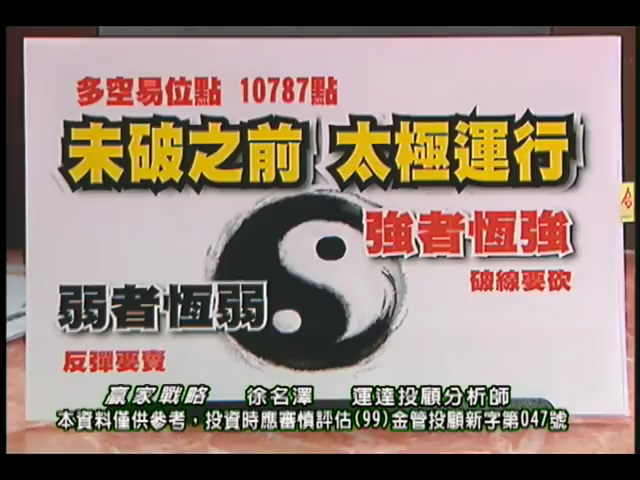 多空易位點 10787點
未破之前 太極運行
強者恆強
破線要砍
弱者恆弱
反彈要賣
贏家戰略 徐名澤 運達投顧分析師
本資料僅供參考，投資時應審慎評估(99)金管投顧新字第047號